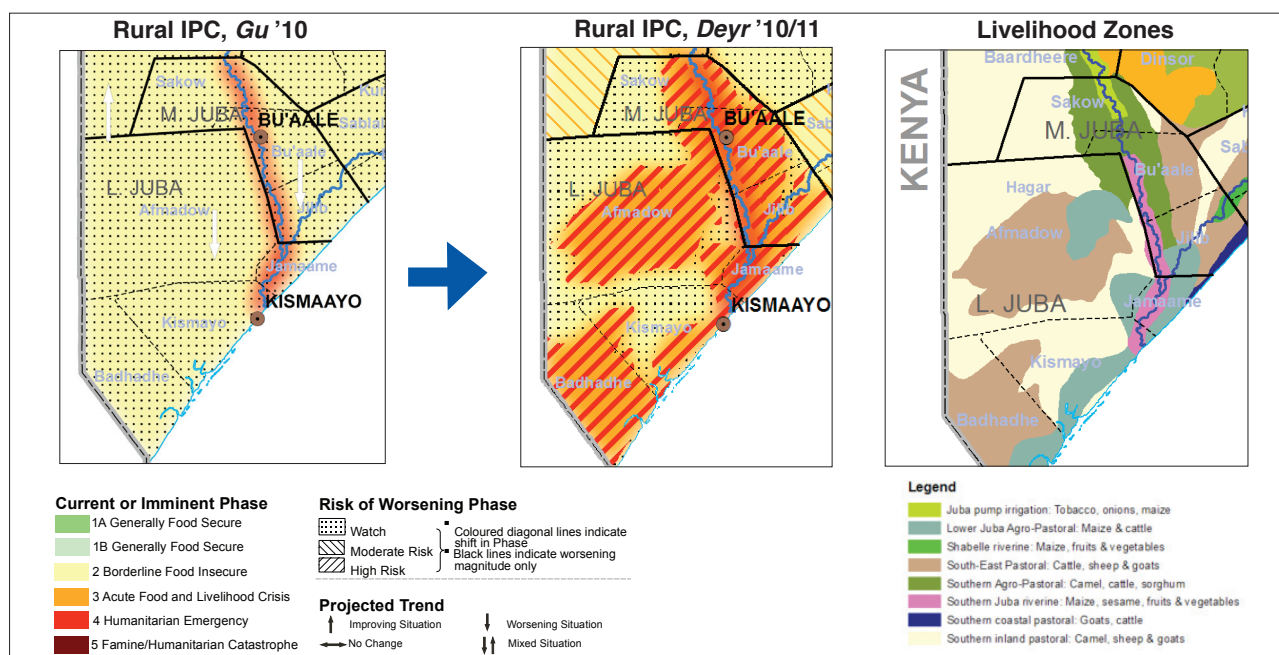 Rural IPC, Gu ’10
Rural IPC, Deyr ’10/11
Livelihood Zones
Sakow
Kur
M. JUBA
BU'AALE
Sablal
Bu'aale
L. JUBA
Afmadow
Jilib
Jamaame
KISMAAYO
Kismayo
Badhadhe
Sakow
BU'AALE
M. JUBA
Sab
Bu'aale
L. JUBA
Afmadow
Jilib
Jamaame
KISMAAYO
Kismayo
Badhadhe
Baardheere
Dinsor
KENYA
Sakow
M. JUBA
Sal
Bu'aale
Hagar
Afmadow
Jilib
L. JUBA
Jamaame
Kismayo
Badhadhe
Current or Imminent Phase
1A Generally Food Secure
1B Generally Food Secure
2 Borderline Food Insecure
3 Acute Food and Livelihood Crisis
4 Humanitarian Emergency
5 Famine/Humanitarian Catastrophe
Risk of Worsening Phase
Watch
Moderate Risk
High Risk
▪ Coloured diagonal lines indicate
shift in Phase
▪ Black lines indicate worsening
magnitude only
Projected Trend
Improving Situation
Worsening Situation
No Change
Mixed Situation
Legend
Juba pump irrigation: Tobacco, onions, maize
Lower Juba Agro-Pastoral: Maize & cattle
Shabelle riverine: Maize, fruits & vegetables
South-East Pastoral: Cattle, sheep & goats
Southern Agro-Pastoral: Camel, cattle, sorghum
Southern Juba riverine: Maize, sesame, fruits & vegetables
Southern coastal pastoral: Goats, cattle
Southern inland pastoral: Camel, sheep & goats